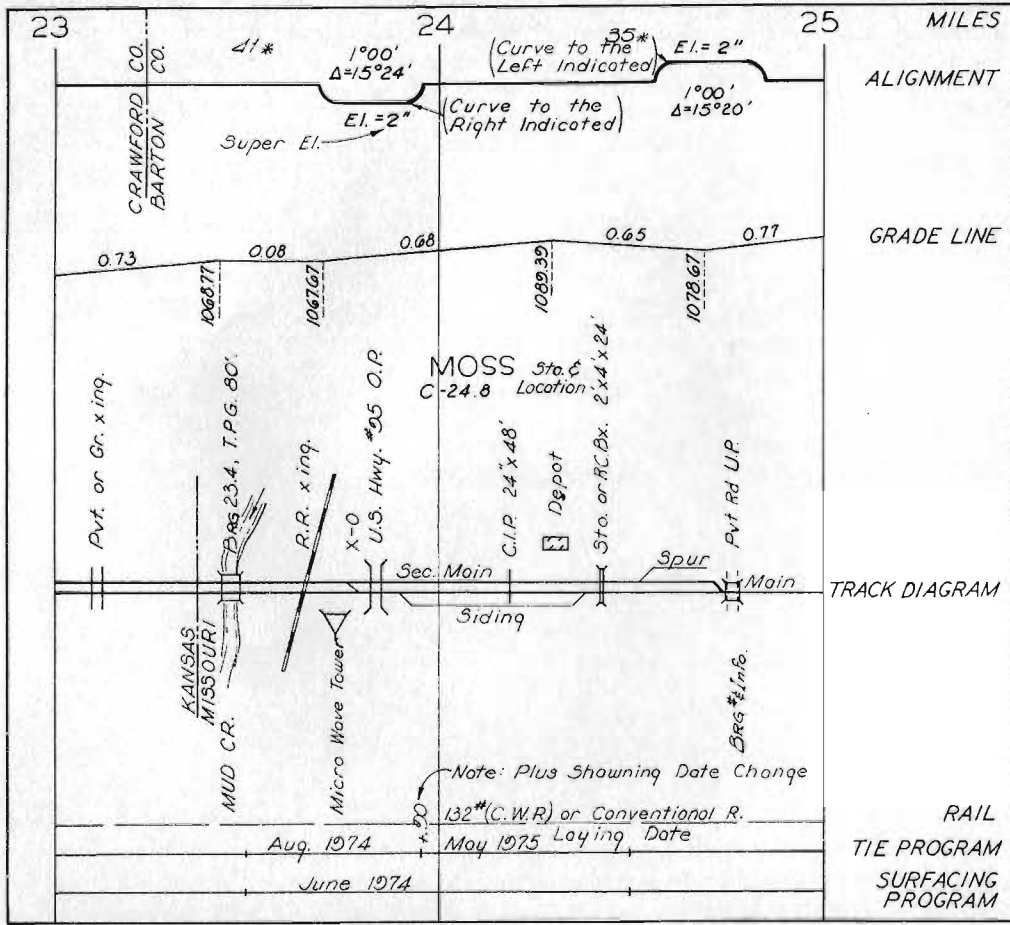 23
24
25
MILES
CRAWFORD CO.
BARTON CO.
41*
1°00'
Δ=15°24'
El.=2"
Super El.
(Curve to the
Right Indicated)
(Curve to the
Left Indicated)
35*
El.=2"
1°00'
Δ=15°20'
ALIGNMENT
0.73
0.08
0.68
0.65
0.77
GRADE LINE
1068.77
1067.67
1089.39
1078.67
MOSS Sta. ₵
C-24.8 Location
Pvt. or Gr. x ing.
BRG 23.4, T.P.G. 80'
R.R. x ing.
X-O
U.S. Hwy. #95 O.P.
C.I.P. 24"x48'
Depot
Sto. or R.C. Bx. 2'x4'x24'
Pvt Rd U.P.
Sec. Main
Spur
Main
TRACK DIAGRAM
Siding
KANSAS
MISSOURI
MUD CR.
Micro Wave Tower
BRG # & Info.
Note: Plus Shawning Date Change
+.90
132#(C.W.R) or Conventional R.
RAIL
Laying Date
Aug. 1974
May 1975
TIE PROGRAM
June 1974
SURFACING
PROGRAM